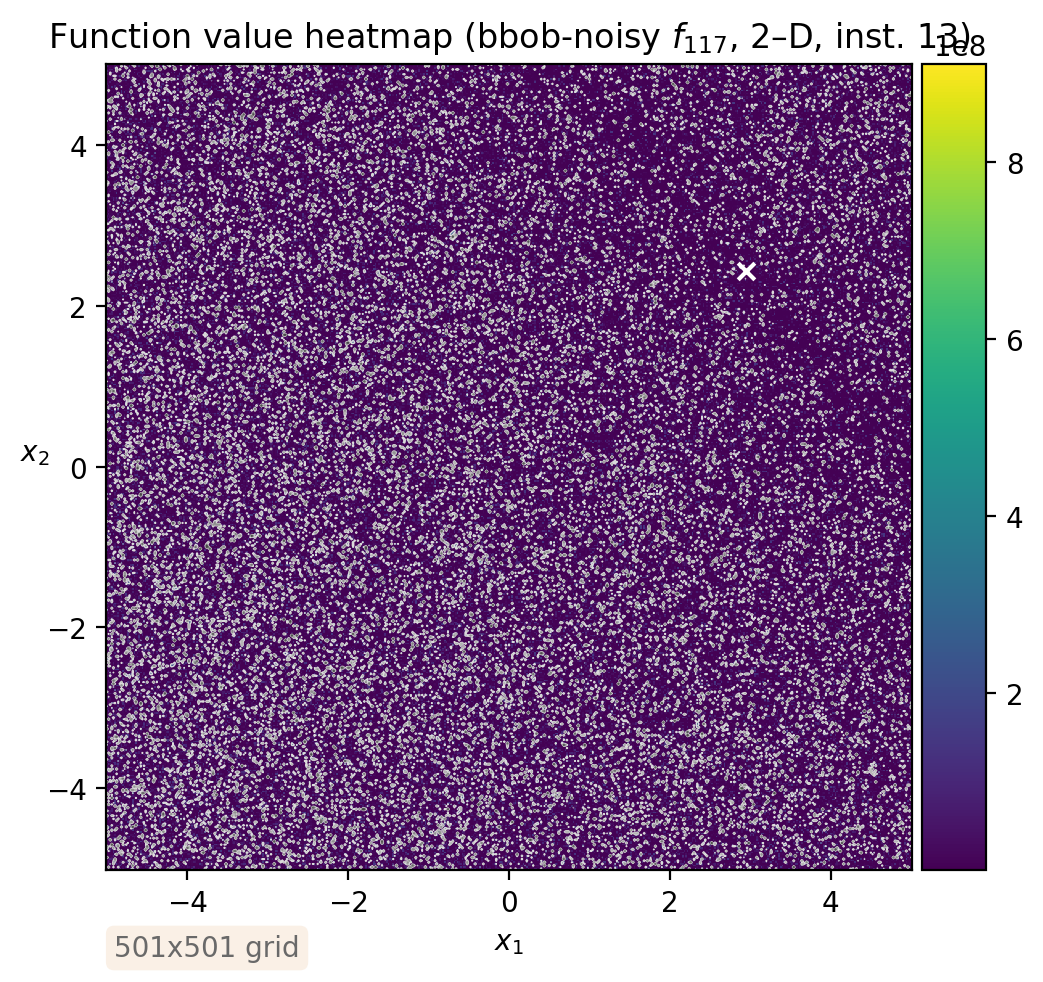 Function value heatmap (bbob-noisy f117, 2–D, inst. 13)
1e8
4
2
0
−2
−4
x2
−4
−2
0
2
4
x1
8
6
4
2
501x501 grid